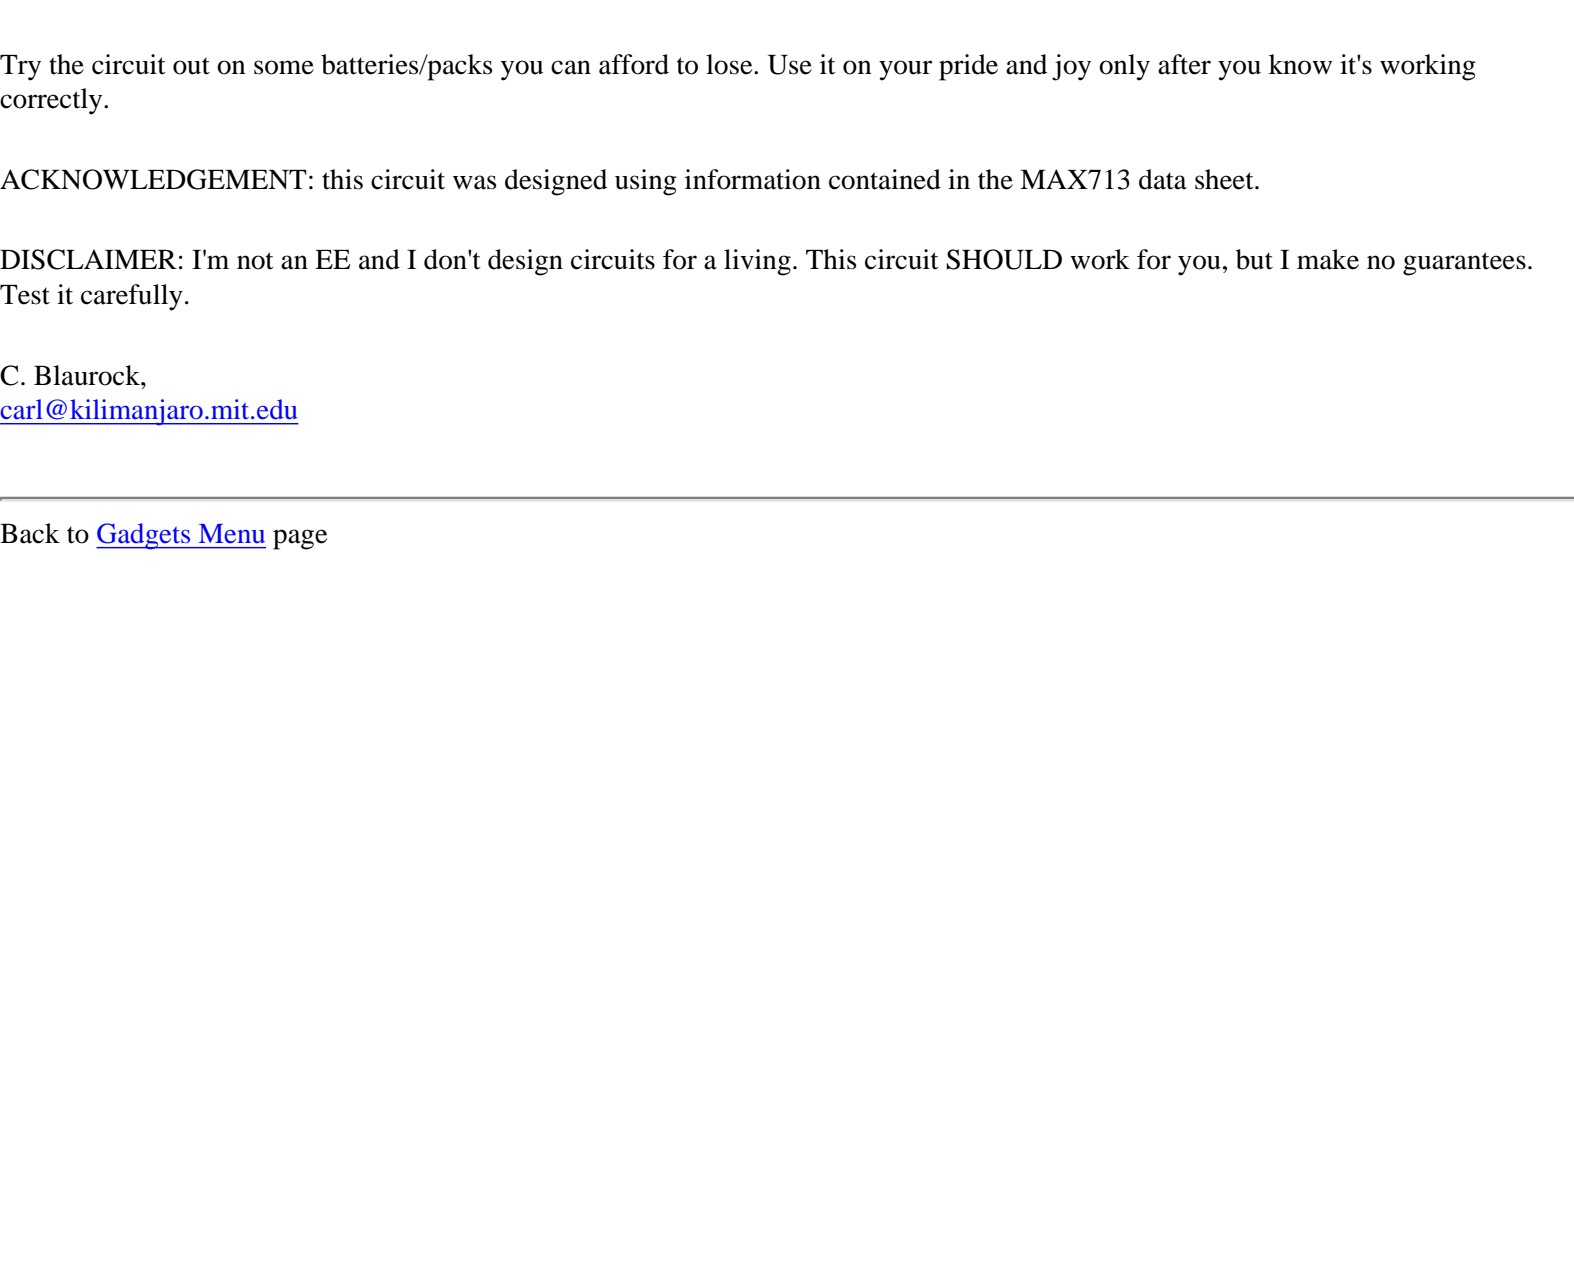 Try the circuit out on some batteries/packs you can afford to lose. Use it on your pride and joy only after you know it's working
correctly.
ACKNOWLEDGEMENT: this circuit was designed using information contained in the MAX713 data sheet.
DISCLAIMER: I'm not an EE and I don't design circuits for a living. This circuit SHOULD work for you, but I make no guarantees.
Test it carefully.
C. Blaurock,
carl@kilimanjaro.mit.edu
Back to Gadgets Menu page